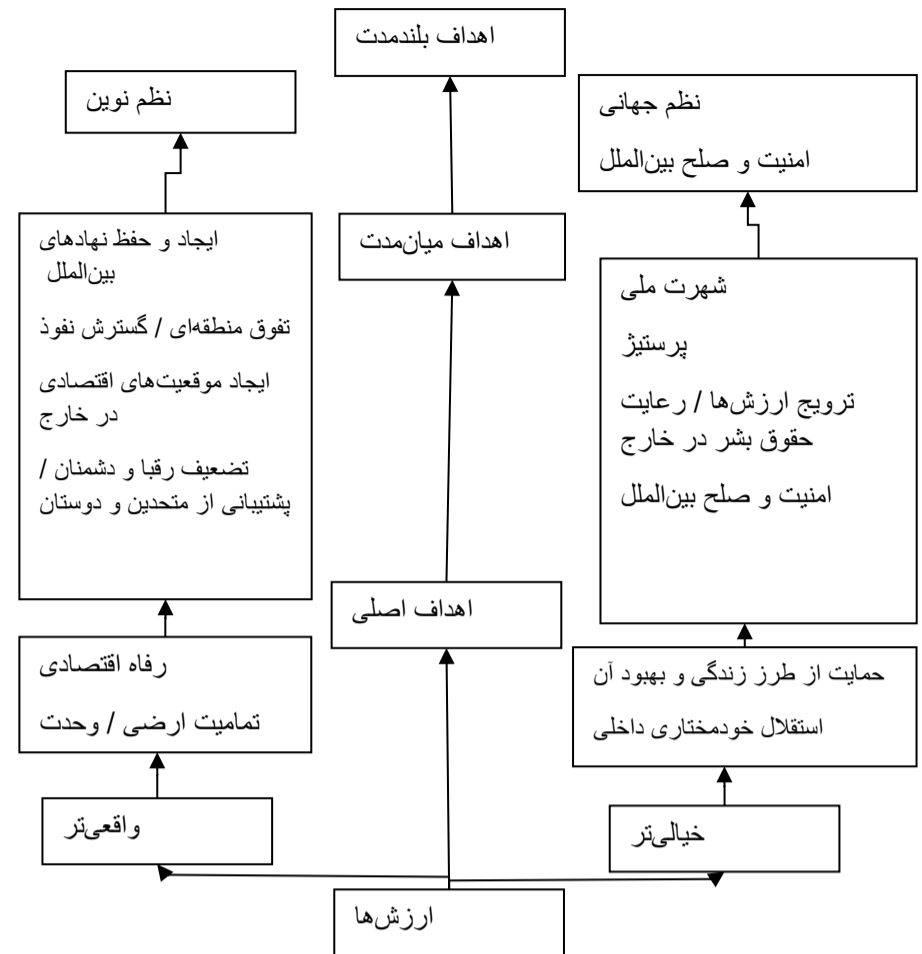 اهداف بلندمدت
نظم نوین
نظم جهانی
امنیت و صلح بین‌الملل
اهداف میان‌مدت
ایجاد و حفظ نهادهای
بین‌الملل
تفوق منطقه‌ای / گسترش نفوذ
ایجاد موقعیت‌های اقتصادی
در خارج
تضعیف رقبا و دشمنان /
پشتیبانی از متحدین و دوستان
شهرت ملی
پرستیژ
ترویج ارزش‌ها / رعایت
حقوق بشر در خارج
امنیت و صلح بین‌الملل
اهداف اصلی
رفاه اقتصادی
تمامیت ارضی / وحدت
حمایت از طرز زندگی و بهبود آن
استقلال خودمختاری داخلی
واقعی‌تر
خیالی‌تر
ارزش‌ها